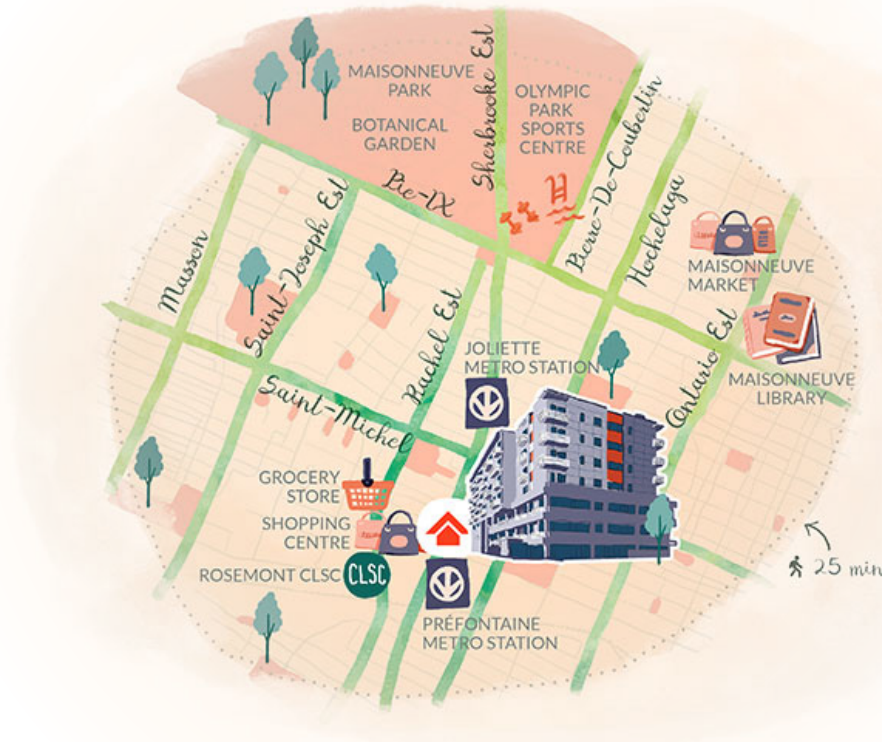 MAISONNEUVE
PARK
BOTANICAL
GARDEN
Sherbrooke Est
OLYMPIC
PARK
SPORTS
CENTRE
Pierre-De-Coubertin
Pie-IX
Hochelaga
Masson
Saint-Joseph Est
Rachel Est
MAISONNEUVE
MARKET
JOLIETTE
METRO STATION
Ontario Est
MAISONNEUVE
LIBRARY
Saint-Michel
GROCERY
STORE
SHOPPING
CENTRE
ROSEMONT CLSC
CLSC
PRÉFONTAINE
METRO STATION
25 min